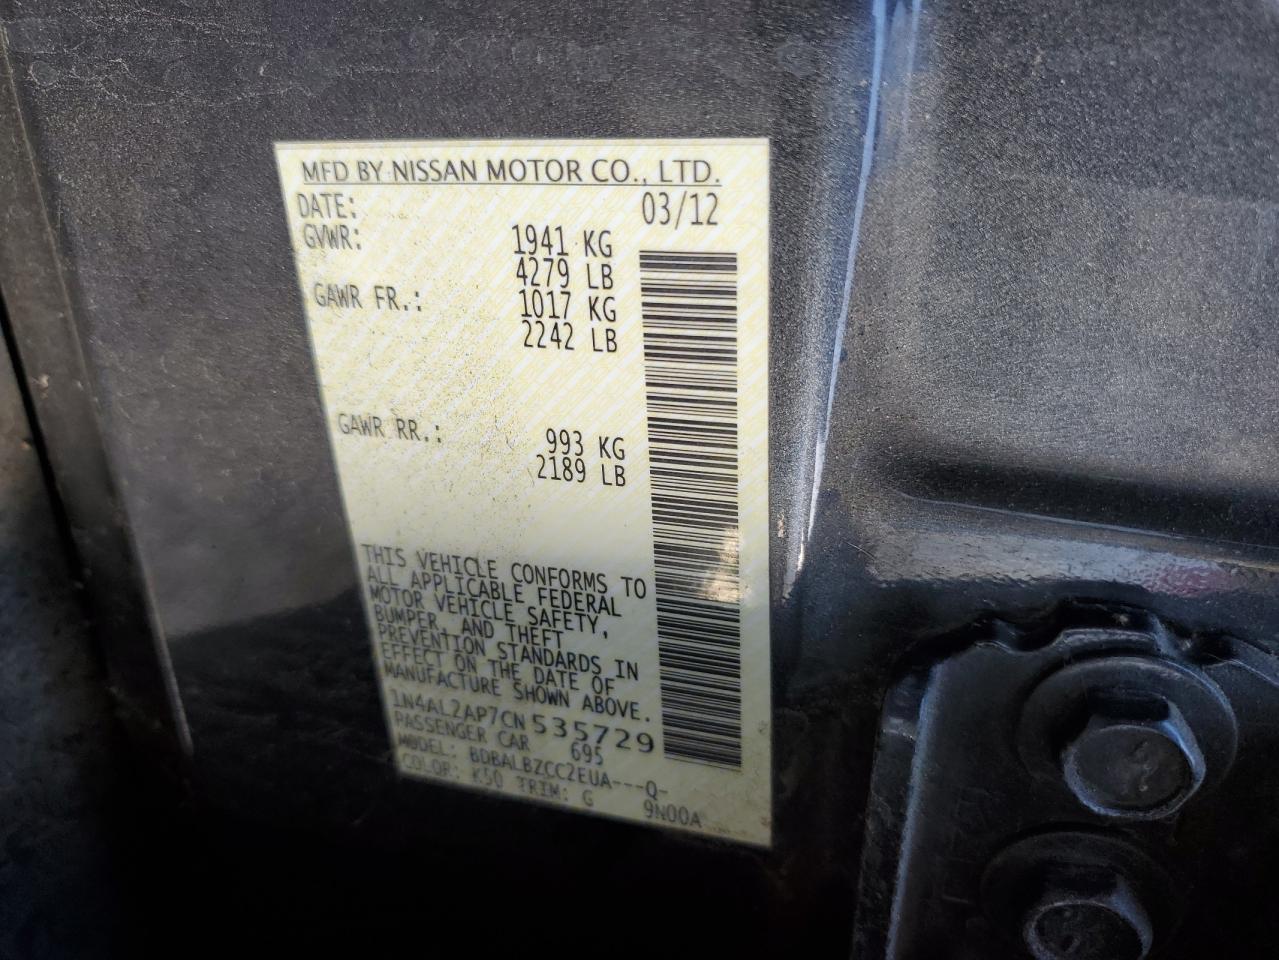 MFD BY NISSAN MOTOR CO., LTD.
DATE: 03/12
GVWR: 1941 KG
4279 LB
GAWR FR.: 1017 KG
2242 LB
GAWR RR.: 993 KG
2189 LB
THIS VEHICLE CONFORMS TO
ALL APPLICABLE FEDERAL
MOTOR VEHICLE SAFETY,
BUMPER, AND THEFT
PREVENTION STANDARDS IN
EFFECT ON THE DATE OF
MANUFACTURE SHOWN ABOVE.
1N4AL2AP7CN535729
PASSENGER CAR 695
MODEL: BDBALBZCC2EUA---Q-
COLOR: K50 TRIM: G 9N00A